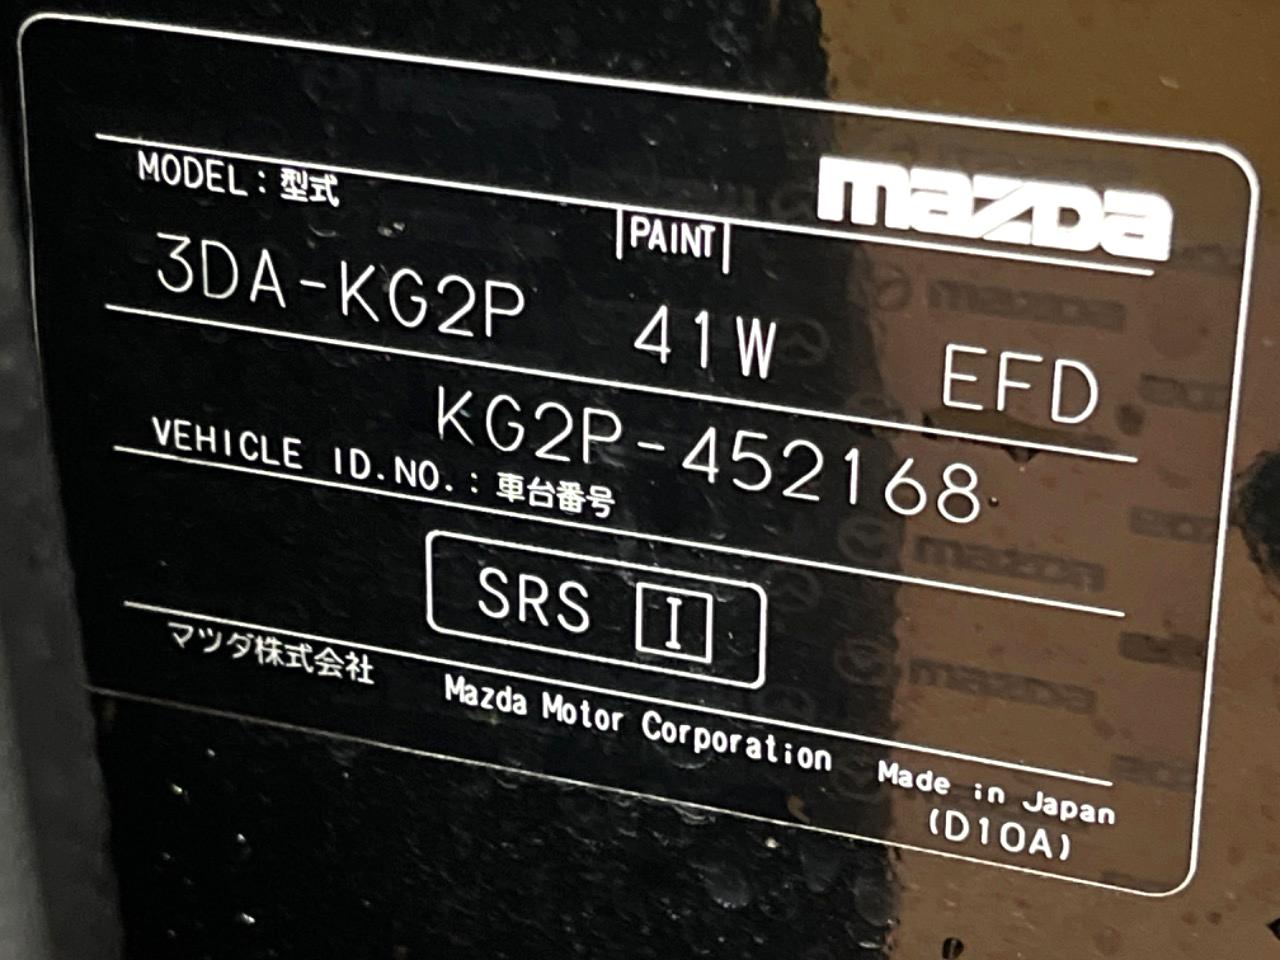 mazda
MODEL : 型式
PAINT
3DA-KG2P 41W EFD
KG2P-452168
VEHICLE ID.NO. : 車台番号
SRS I
マツダ株式会社 Mazda Motor Corporation Made in Japan
(D10A)